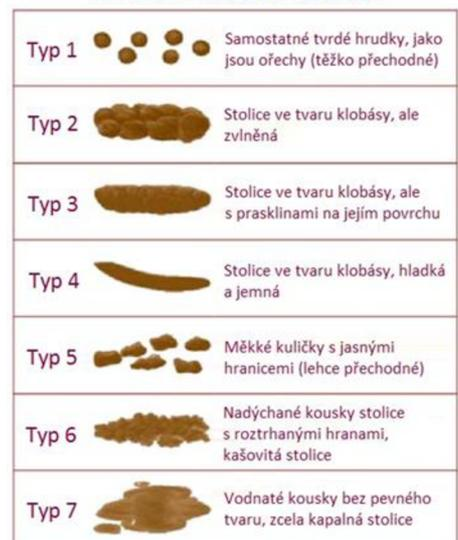 Typ 1
Samostatné tvrdé hrudky, jako
jsou ořechy (těžko přechodné)
Typ 2
Stolice ve tvaru klobásy, ale
zvlněná
Typ 3
Stolice ve tvaru klobásy, ale
s prasklinami na jejím povrchu
Typ 4
Stolice ve tvaru klobásy, hladká
a jemná
Typ 5
Měkké kuličky s jasnými
hranicemi (lehce přechodné)
Typ 6
Nadýchané kousky stolice
s roztrhanými hranami,
kašovitá stolice
Typ 7
Vodnaté kousky bez pevného
tvaru, zcela kapalná stolice